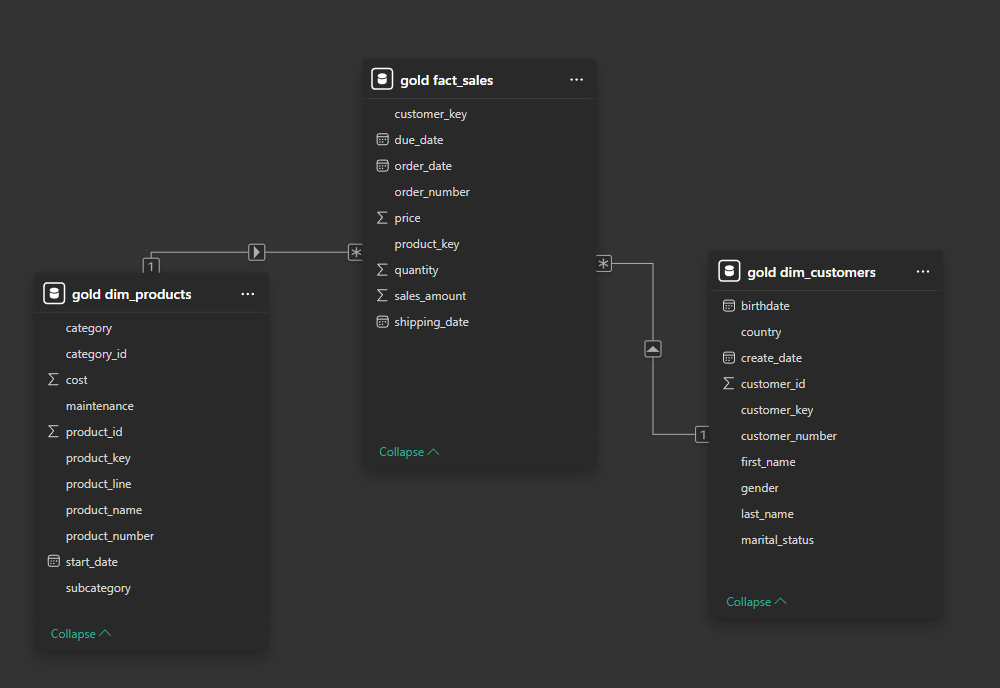 gold fact_sales
customer_key
due_date
order_date
order_number
price
product_key
quantity
sales_amount
shipping_date
Collapse
1
*
gold dim_products
category
category_id
cost
maintenance
product_id
product_key
product_line
product_name
product_number
start_date
subcategory
Collapse
*
1
gold dim_customers
birthdate
country
create_date
customer_id
customer_key
customer_number
first_name
gender
last_name
marital_status
Collapse